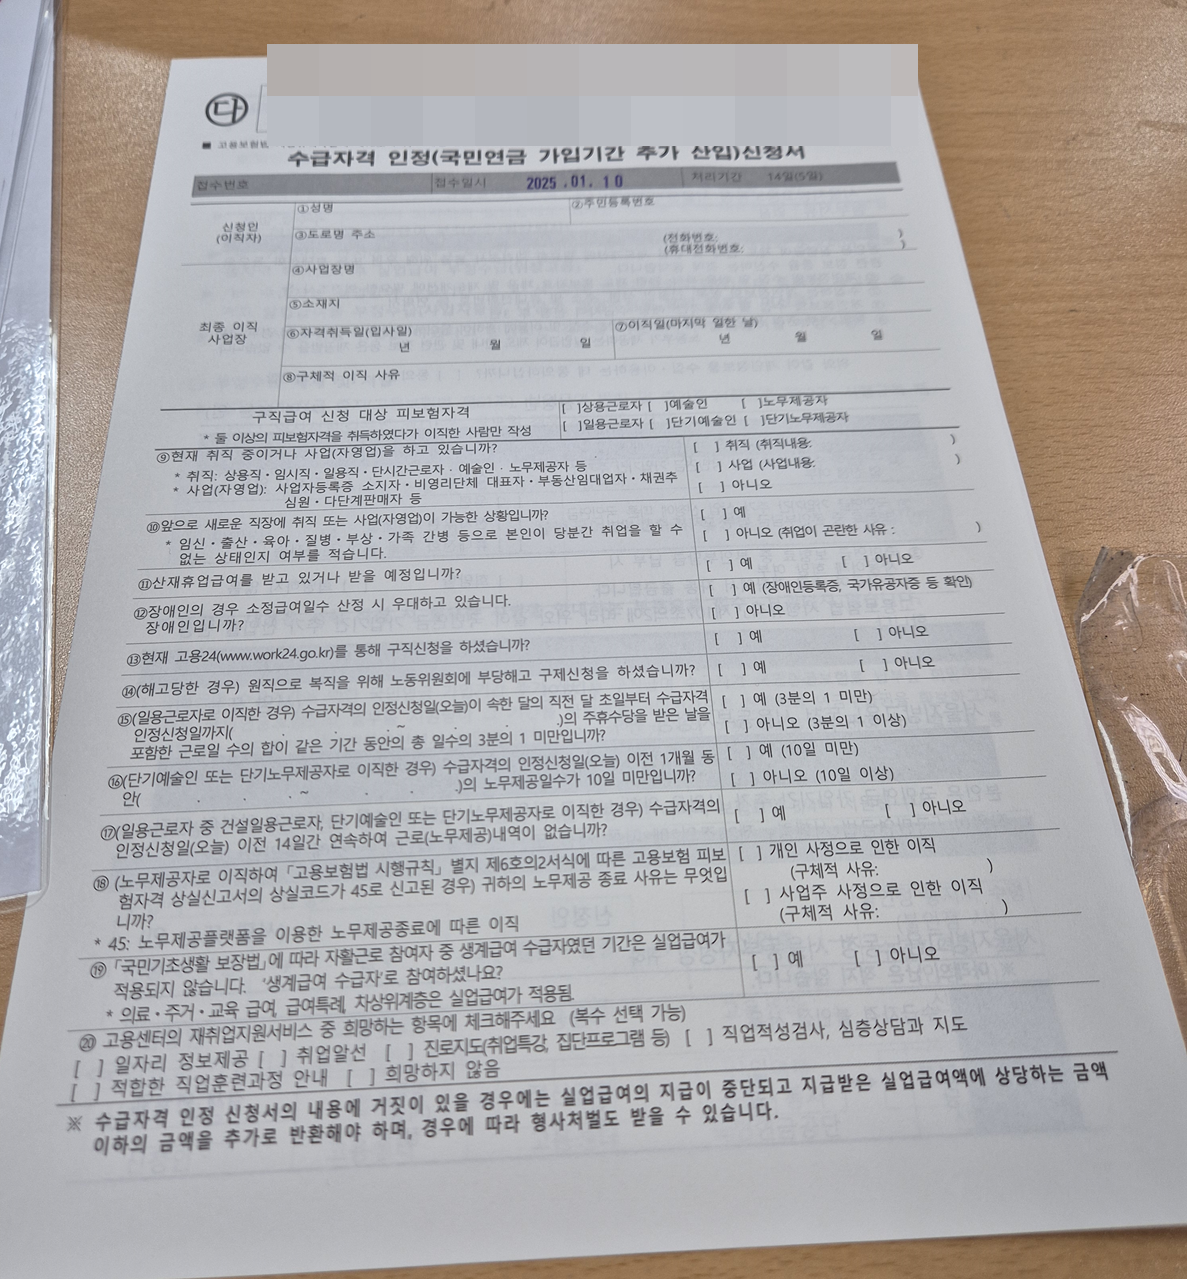 다
■ 고용보험법
수급자격 인정(국민연금 가입기간 추가 산입)신청서
접수번호 접수일시 2025.01.10 처리기간 14일(5일)
신청인
(이직자)
①성명 ②주민등록번호
③도로명 주소
(전화번호: )
(휴대전화번호: )
최종 이직
사업장
④사업장명
⑤소재지
⑥자격취득일(입사일) ⑦이직일(마지막 일한 날)
년 월 일 년 월 일
⑧구체적 이직 사유
구직급여 신청 대상 피보험자격
* 둘 이상의 피보험자격을 취득하였다가 이직한 사람만 작성
[ ]상용근로자 [ ]예술인 [ ]노무제공자
[ ]일용근로자 [ ]단기예술인 [ ]단기노무제공자
⑨현재 취직 중이거나 사업(자영업)을 하고 있습니까?
* 취직: 상용직·임시직·일용직·단시간근로자·예술인·노무제공자 등
* 사업(자영업): 사업자등록증 소지자·비영리단체 대표자·부동산임대업자·채권추
심원·다단계판매자 등
[ ] 취직 (취직내용: )
[ ] 사업 (사업내용: )
[ ] 아니오
⑩앞으로 새로운 직장에 취직 또는 사업(자영업)이 가능한 상황입니까?
* 임신·출산·육아·질병·부상·가족 간병 등으로 본인이 당분간 취업을 할 수
없는 상태인지 여부를 적습니다.
[ ] 예
[ ] 아니오 (취업이 곤란한 사유 : )
⑪산재휴업급여를 받고 있거나 받을 예정입니까? [ ] 예 [ ] 아니오
⑫장애인의 경우 소정급여일수 산정 시 우대하고 있습니다.
장애인입니까?
[ ] 예 (장애인등록증, 국가유공자증 등 확인)
[ ] 아니오
⑬현재 고용24(www.work24.go.kr)를 통해 구직신청을 하셨습니까? [ ] 예 [ ] 아니오
⑭(해고당한 경우) 원직으로 복직을 위해 노동위원회에 부당해고 구제신청을 하셨습니까? [ ] 예 [ ] 아니오
⑮(일용근로자로 이직한 경우) 수급자격의 인정신청일(오늘)이 속한 달의 직전 달 초일부터 수급자격
인정신청일까지( . . ~ . . .)의 주휴수당을 받은 날을
포함한 근로일 수의 합이 같은 기간 동안의 총 일수의 3분의 1 미만입니까?
[ ] 예 (3분의 1 미만)
[ ] 아니오 (3분의 1 이상)
⑯(단기예술인 또는 단기노무제공자로 이직한 경우) 수급자격의 인정신청일(오늘) 이전 1개월 동
안( . . . ~ . . .)의 노무제공일수가 10일 미만입니까?
[ ] 예 (10일 미만)
[ ] 아니오 (10일 이상)
⑰(일용근로자 중 건설일용근로자, 단기예술인 또는 단기노무제공자로 이직한 경우) 수급자격의
인정신청일(오늘) 이전 14일간 연속하여 근로(노무제공)내역이 없습니까?
[ ] 예 [ ] 아니오
⑱ (노무제공자로 이직하여 「고용보험법 시행규칙」 별지 제6호의2서식에 따른 고용보험 피보
험자격 상실신고서의 상실코드가 45로 신고된 경우) 귀하의 노무제공 종료 사유는 무엇입
니까?
* 45: 노무제공플랫폼을 이용한 노무제공종료에 따른 이직
[ ] 개인 사정으로 인한 이직
(구체적 사유: )
[ ] 사업주 사정으로 인한 이직
(구체적 사유: )
⑲ 「국민기초생활 보장법」에 따라 자활근로 참여자 중 생계급여 수급자였던 기간은 실업급여가
적용되지 않습니다. '생계급여 수급자'로 참여하셨나요?
* 의료·주거·교육 급여, 급여특례, 차상위계층은 실업급여가 적용됨
[ ] 예 [ ] 아니오
⑳ 고용센터의 재취업지원서비스 중 희망하는 항목에 체크해주세요 (복수 선택 가능)
[ ] 일자리 정보제공 [ ] 취업알선 [ ] 진로지도(취업특강, 집단프로그램 등) [ ] 직업적성검사, 심층상담과 지도
[ ] 적합한 직업훈련과정 안내 [ ] 희망하지 않음
※ 수급자격 인정 신청서의 내용에 거짓이 있을 경우에는 실업급여의 지급이 중단되고 지급받은 실업급여액에 상당하는 금액
이하의 금액을 추가로 반환해야 하며, 경우에 따라 형사처벌도 받을 수 있습니다.